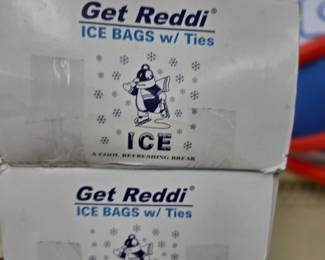 Get Reddi®
ICE BAGS w/ Ties
ICE
A COOL REFRESHING BREAK
Get Reddi®
ICE BAGS w/ Ties